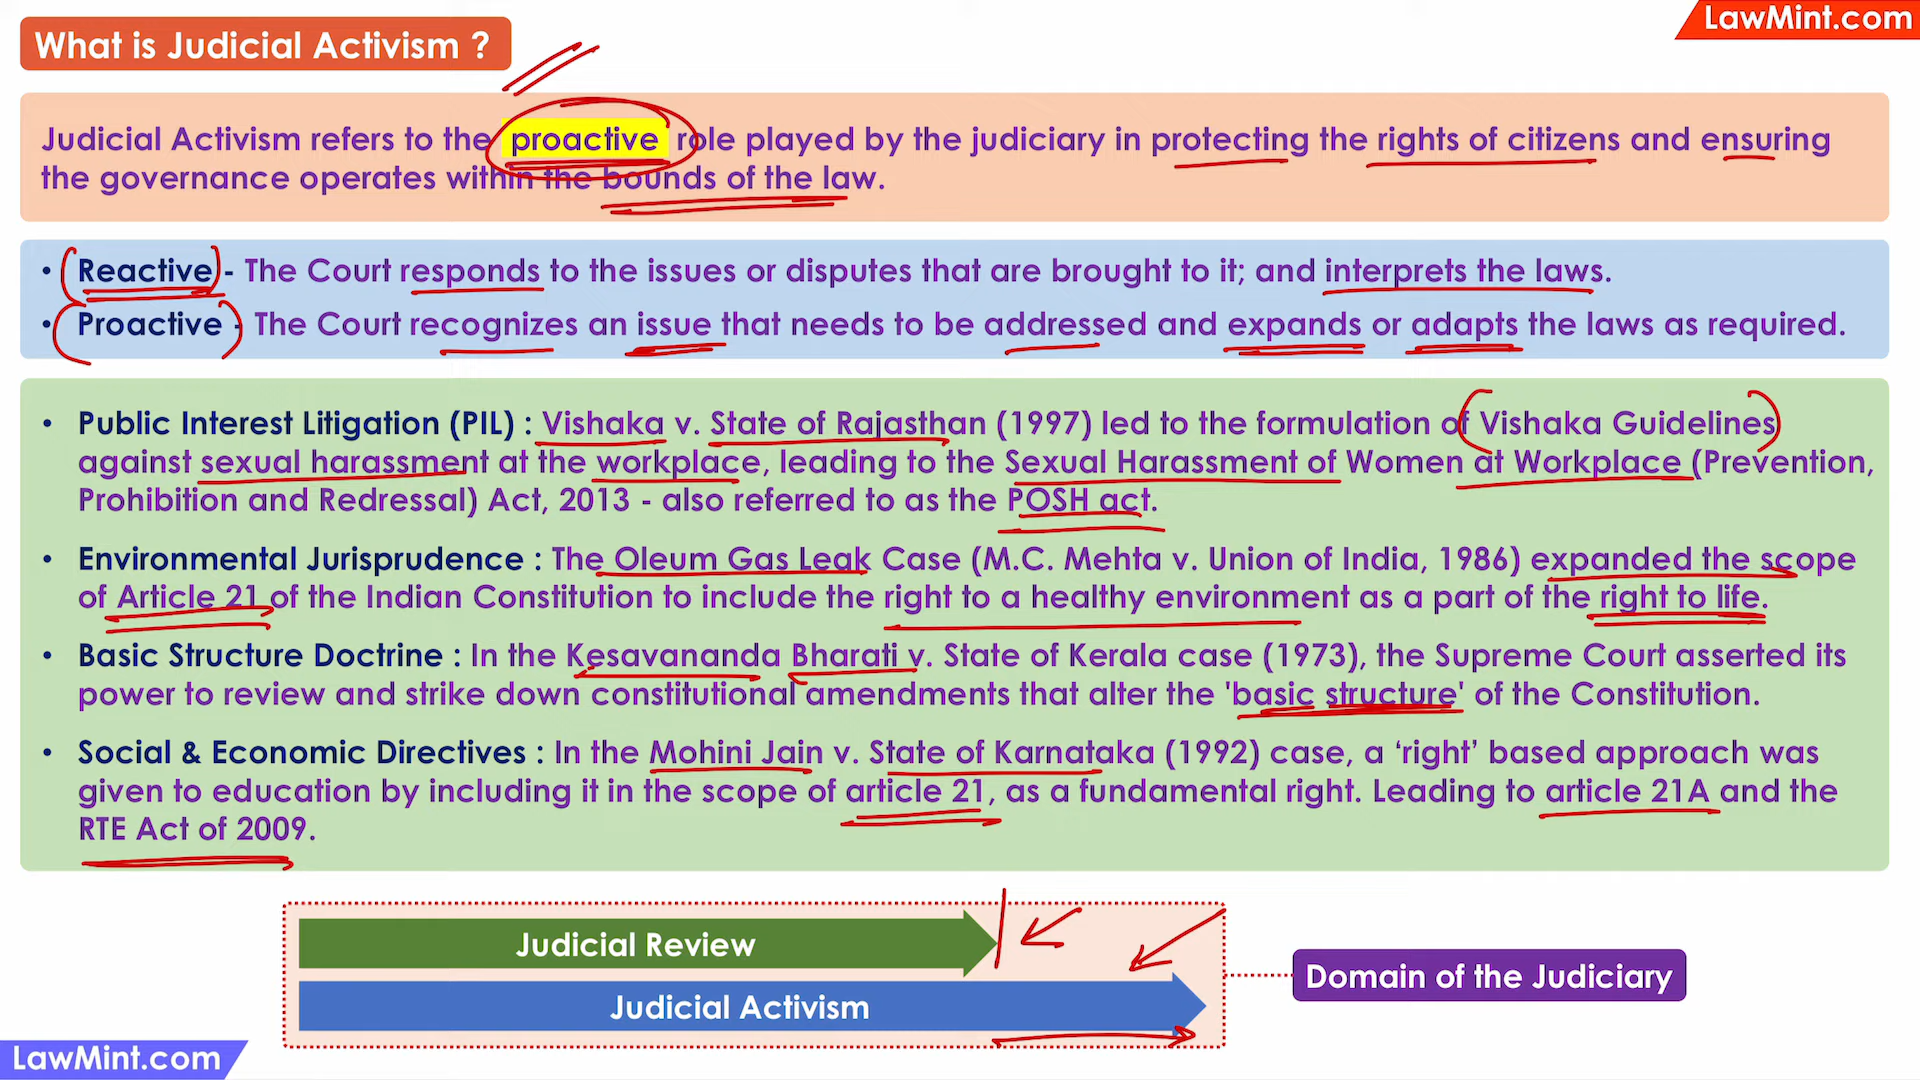 What is Judicial Activism ?
LawMint.com
Judicial Activism refers to the proactive role played by the judiciary in protecting the rights of citizens and ensuring
the governance operates within the bounds of the law.
• Reactive - The Court responds to the issues or disputes that are brought to it; and interprets the laws.
• Proactive - The Court recognizes an issue that needs to be addressed and expands or adapts the laws as required.
• Public Interest Litigation (PIL) : Vishaka v. State of Rajasthan (1997) led to the formulation of Vishaka Guidelines
against sexual harassment at the workplace, leading to the Sexual Harassment of Women at Workplace (Prevention,
Prohibition and Redressal) Act, 2013 - also referred to as the POSH act.
• Environmental Jurisprudence : The Oleum Gas Leak Case (M.C. Mehta v. Union of India, 1986) expanded the scope
of Article 21 of the Indian Constitution to include the right to a healthy environment as a part of the right to life.
• Basic Structure Doctrine : In the Kesavananda Bharati v. State of Kerala case (1973), the Supreme Court asserted its
power to review and strike down constitutional amendments that alter the 'basic structure' of the Constitution.
• Social & Economic Directives : In the Mohini Jain v. State of Karnataka (1992) case, a ‘right’ based approach was
given to education by including it in the scope of article 21, as a fundamental right. Leading to article 21A and the
RTE Act of 2009.
Judicial Review
Judicial Activism
Domain of the Judiciary
LawMint.com